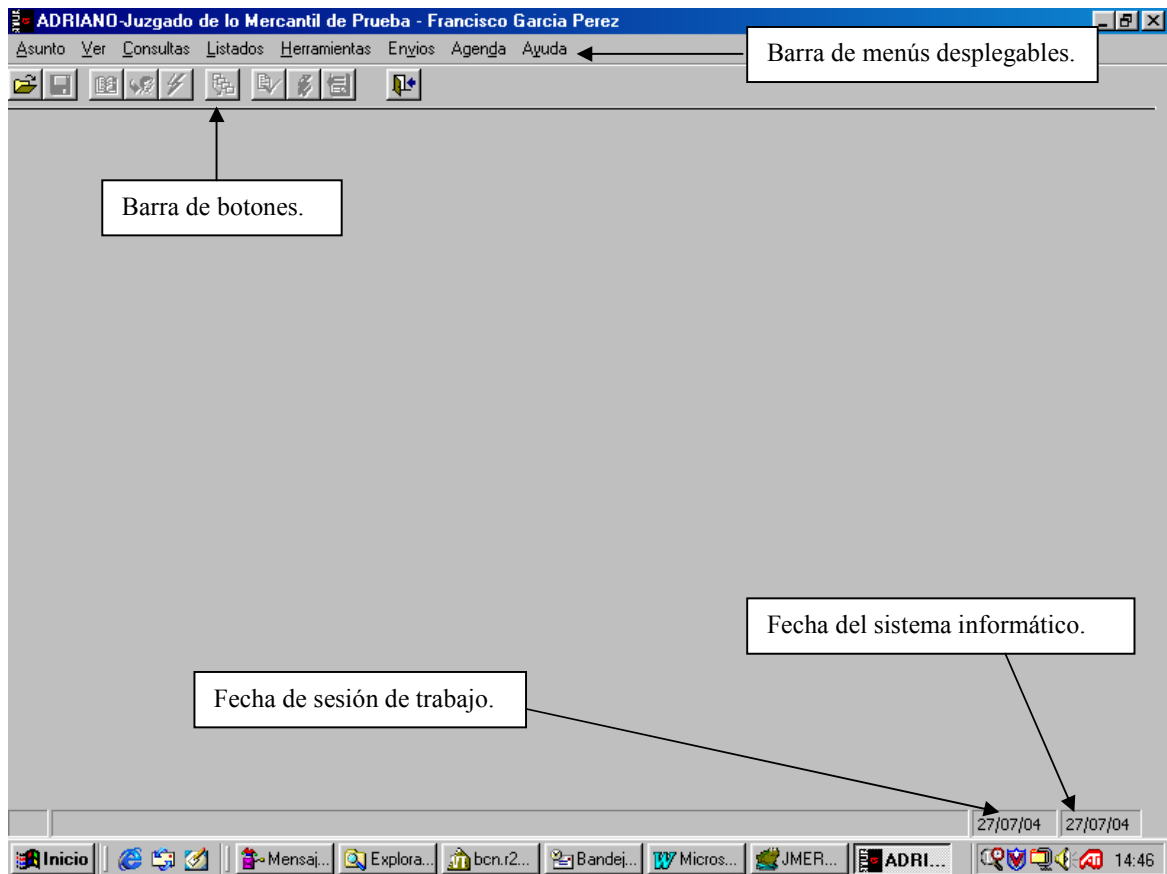 ADRIANO-Juzgado de lo Mercantil de Prueba - Francisco Garcia Perez
Asunto Ver Consultas Listados Herramientas Envios Agenda Ayuda
Barra de menús desplegables.
Barra de botones.
Fecha del sistema informático.
Fecha de sesión de trabajo.
27/07/04 27/07/04
Inicio Mensaj... Explora... bcn.r2... Bandej... Micros... JMER... ADRI... 14:46